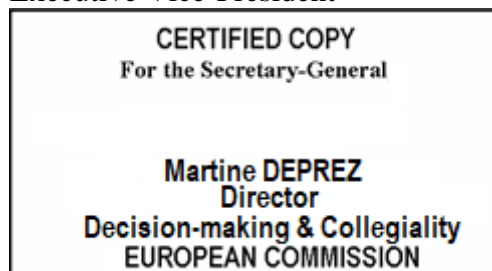 Executive Vice-President
CERTIFIED COPY
For the Secretary-General
Martine DEPREZ
Director
Decision-making & Collegiality
EUROPEAN COMMISSION